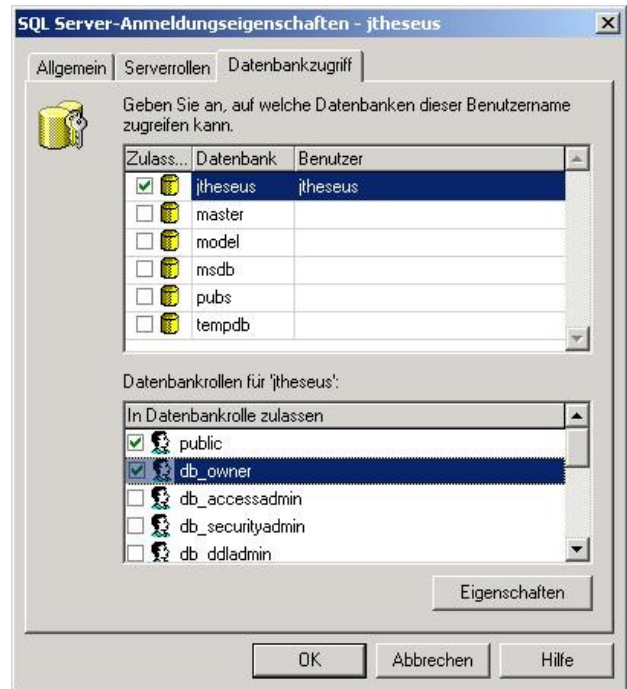 SQL Server-Anmeldungseigenschaften - jtheseus
Allgemein Serverrollen Datenbankzugriff
Geben Sie an, auf welche Datenbanken dieser Benutzername
zugreifen kann.
Zulass... Datenbank Benutzer
jtheseus jtheseus
master
model
msdb
pubs
tempdb
Datenbankrollen für 'jtheseus':
In Datenbankrolle zulassen
public
db_owner
db_accessadmin
db_securityadmin
db_ddladmin
Eigenschaften
OK Abbrechen Hilfe